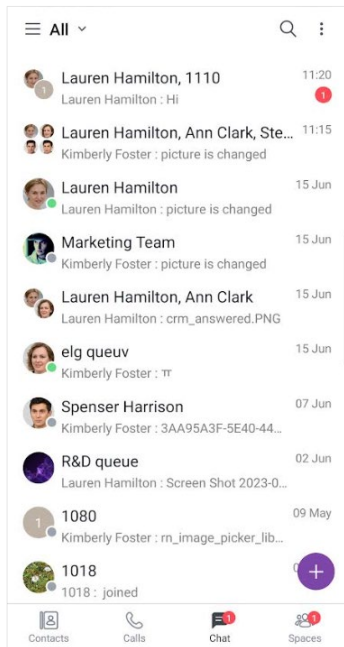 All
Lauren Hamilton, 1110 11:20
1
Lauren Hamilton : Hi 1
Lauren Hamilton, Ann Clark, Ste... 11:15
Kimberly Foster : picture is changed
Lauren Hamilton 15 Jun
Lauren Hamilton : picture is changed
Marketing Team 15 Jun
Kimberly Foster : picture is changed
Lauren Hamilton, Ann Clark 15 Jun
Lauren Hamilton : crm_answered.PNG
elg queuv 15 Jun
Kimberly Foster : ㅠ
Spenser Harrison 07 Jun
Kimberly Foster : 3AA95A3F-5E40-44...
R&D queue 02 Jun
Lauren Hamilton : Screen Shot 2023-0...
1 1080 09 May
Kimberly Foster : rn_image_picker_lib...
1018
1018 : joined
1 1
Contacts Calls Chat Spaces